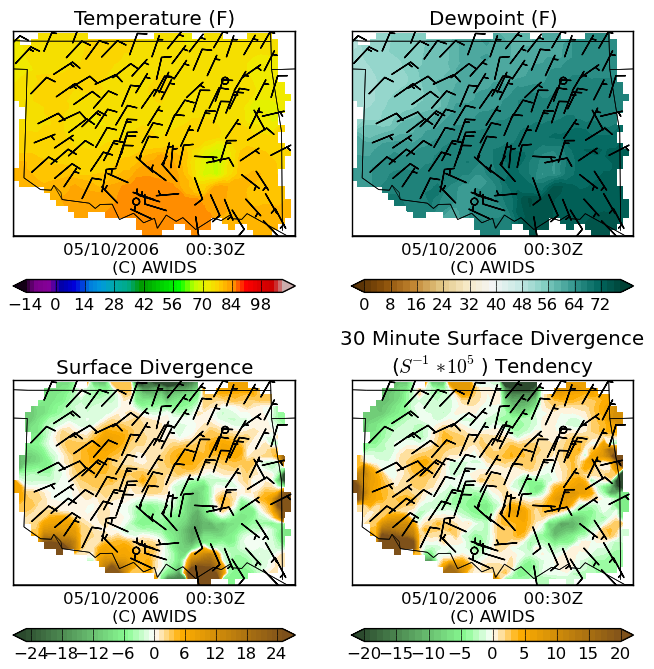 Temperature (F)
Dewpoint (F)
05/10/2006 00:30Z
(C) AWIDS
05/10/2006 00:30Z
(C) AWIDS
−14 0 14 28 42 56 70 84 98
0 8 16 24 32 40 48 56 64 72
Surface Divergence
30 Minute Surface Divergence
(S⁻¹ *10⁵ ) Tendency
05/10/2006 00:30Z
(C) AWIDS
05/10/2006 00:30Z
(C) AWIDS
−24 −18 −12 −6 0 6 12 18 24
−20 −15 −10 −5 0 5 10 15 20